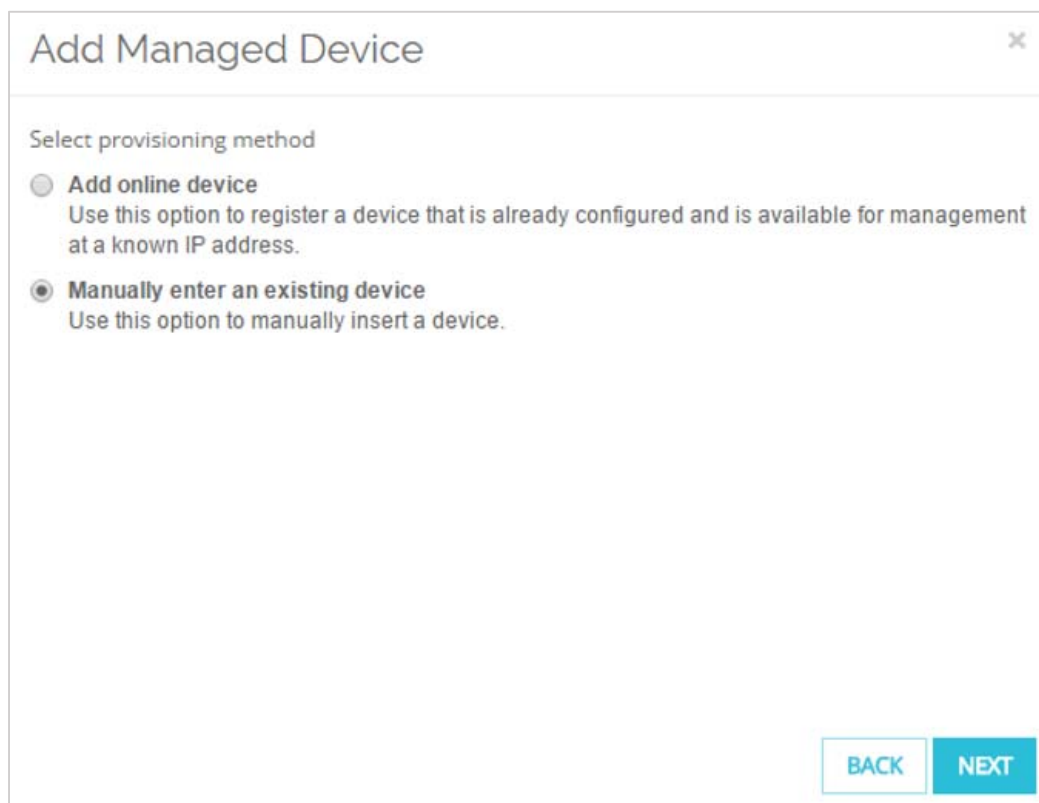 Add Managed Device
Select provisioning method
Add online device
Use this option to register a device that is already configured and is available for management
at a known IP address.
Manually enter an existing device
Use this option to manually insert a device.
BACK NEXT